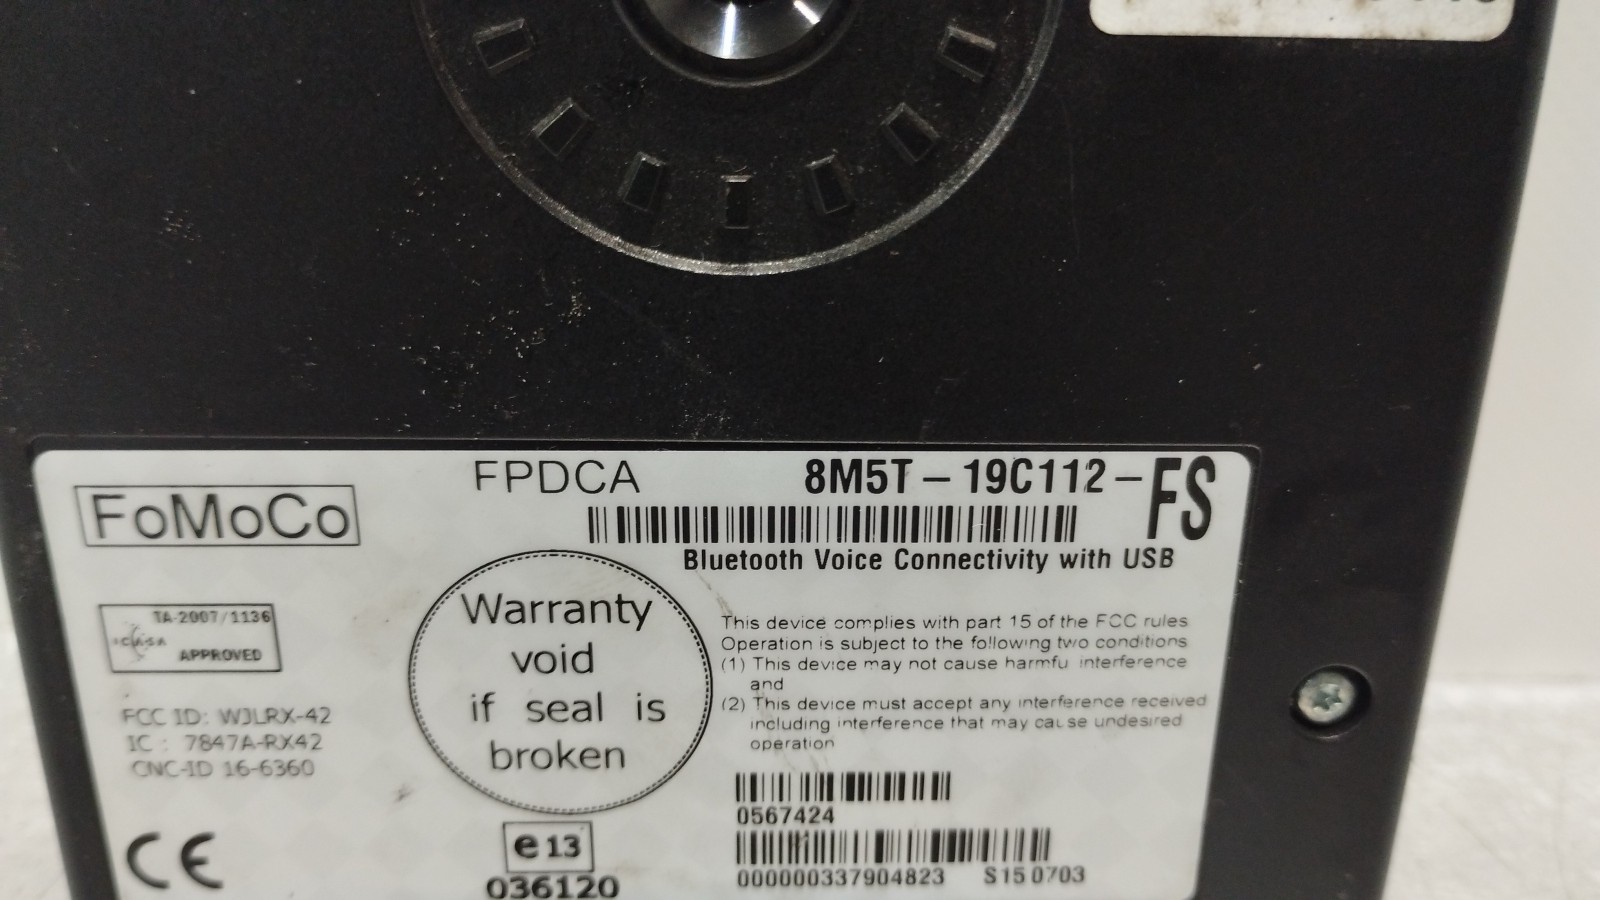 FPDCA 8M5T-19C112-FS
FoMoCo
Bluetooth Voice Connectivity with USB
TA-2007/1136
ICASA
APPROVED
Warranty
void
if seal is
broken
This device complies with part 15 of the FCC rules
Operation is subject to the following two conditions
(1) This device may not cause harmfu interference
and
(2) This device must accept any interference received
including interference that may cause undesired
operation
FCC ID: WJLRX-42
IC : 7847A-RX42
CNC-ID 16-6360
CE
e13
036120
0567424
000000337904823 S150703